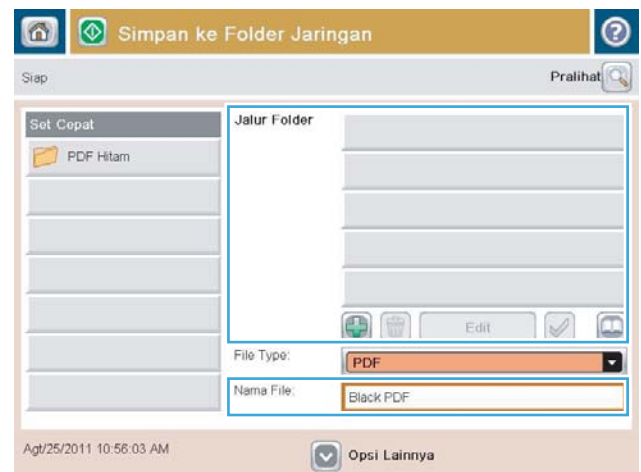 Simpan ke Folder Jaringan
Siap
Pralihat
Set Cepat
PDF Hitam
Jalur Folder
Edit
File Type:
PDF
Nama File:
Black PDF
Agt/25/2011 10:56:03 AM
Opsi Lainnya